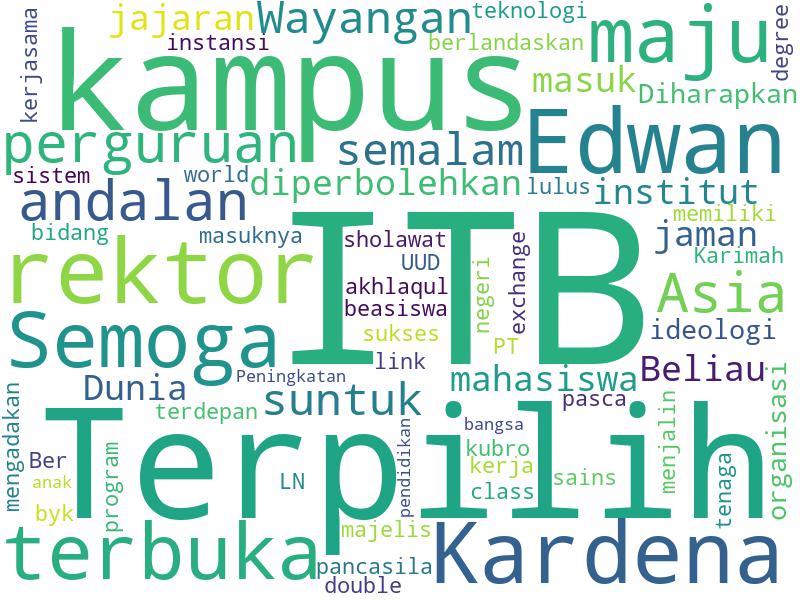 kerjasama
jajaran
Wayangan
teknologi
maju
degree
instansi
berlandaskan
kampus
masuk
Diharapkan
perguruan
semalam
Edwan
sistem
world
diperbolehkan
lulus
institut
andalan
memiliki
bidang
masuknya
sholawat
jaman
UUD
negeri
exchange
Karimah
rektor
ITB
akhlaqul
Asia
beasiswa
Semoga
sukses
PT
ideologi
link
Dunia
Peningkatan
mahasiswa
Beliau
suntuk
pasca
mengadakan
terdepan
Terpilih
pendidikan
bangsa
menjalin
organisasi
Ber
program
kubro
kerja
sains
anak
LN
class
tenaga
byk
majelis
terbuka
pancasila
Kardena
double